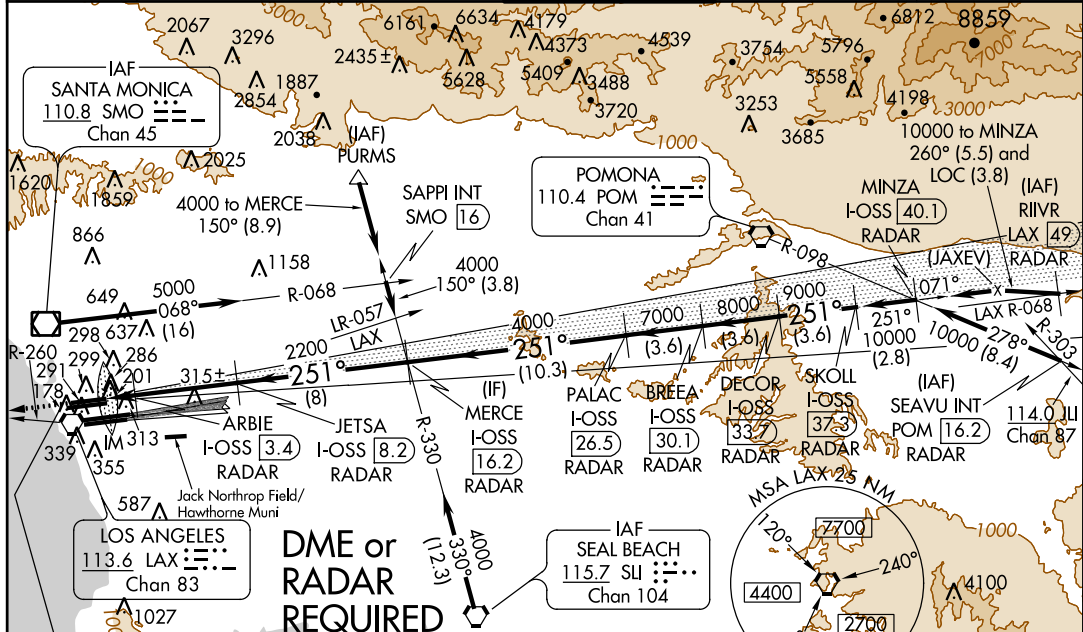 2067
3296
2854
1887
2038
2435±
6161
6634
5628
4179
4373
5409
3488
3720
4539
3754
3253
3685
5796
5558
4198
6812
8859
3000
1000
IAF
SANTA MONICA
110.8 SMO
Chan 45
1620
1000
1859
2025
866
1158
(IAF)
PURMS
4000 to MERCE
150° (8.9)
SAPPI INT
SMO 16
POMONA
110.4 POM
Chan 41
R-098
10000 to MINZA
260° (5.5) and
LOC (3.8)
MINZA
I-OSS 40.1
RADAR
(IAF)
RIIVR
LAX 49
RADAR
(JAXEV)
X
071°
LAX R-068
R-303
649
5000
068°
(16)
R-068
4000
150° (3.8)
LR-057
LAX
637
298
299
291
286
201
178
R-260
315±
2200
251°
(8)
4000
251°
(10.3)
7000
(3.6)
8000
(3.6)
9000
251°
(3.6)
251°
10000
(2.8)
278°
10000 (8.4)
IM
313
339
355
587
ARBIE
I-OSS 3.4
RADAR
JETSA
I-OSS 8.2
RADAR
(IF)
MERCE
I-OSS
16.2
RADAR
PALAC
I-OSS
26.5
RADAR
BREEA
I-OSS
30.1
RADAR
DECOR
I-OSS
33.7
RADAR
SKOLL
I-OSS
37.3
RADAR
(IAF)
SEAVU INT
POM 16.2
RADAR
114.0 JLI
Chan 87
Jack Northrop Field/
Hawthorne Muni
LOS ANGELES
113.6 LAX
Chan 83
1027
DME or
RADAR
REQUIRED
R-330
4000
330°
(12.3)
IAF
SEAL BEACH
115.7 SLI
Chan 104
MSA LAX 25 NM
120°
7700
240°
4400
2700
1000
4100